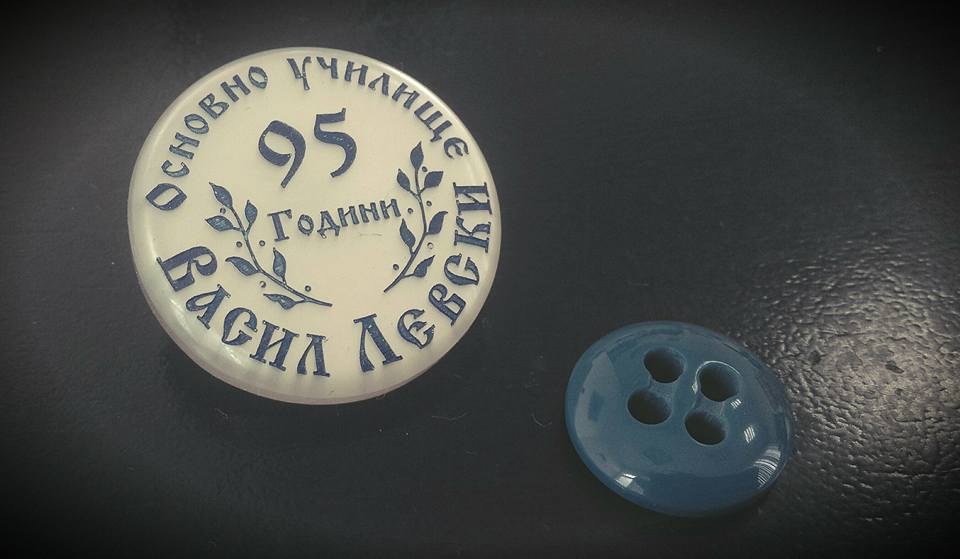 Основно училище
95
Години
Васил Левски